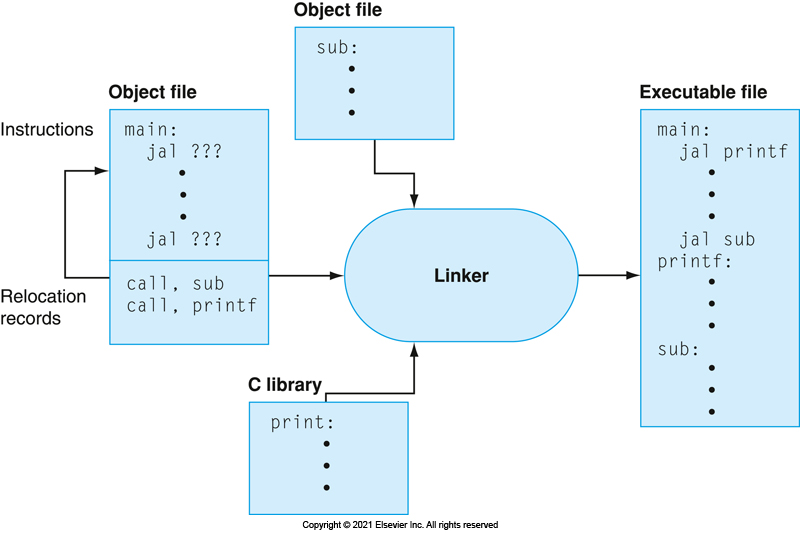 Object file
sub:
Object file
Instructions
main:
jal ???
jal ???
Relocation
records
call, sub
call, printf
Linker
C library
print:
Executable file
main:
jal printf
jal sub
printf:
sub:
Copyright © 2021 Elsevier Inc. All rights reserved